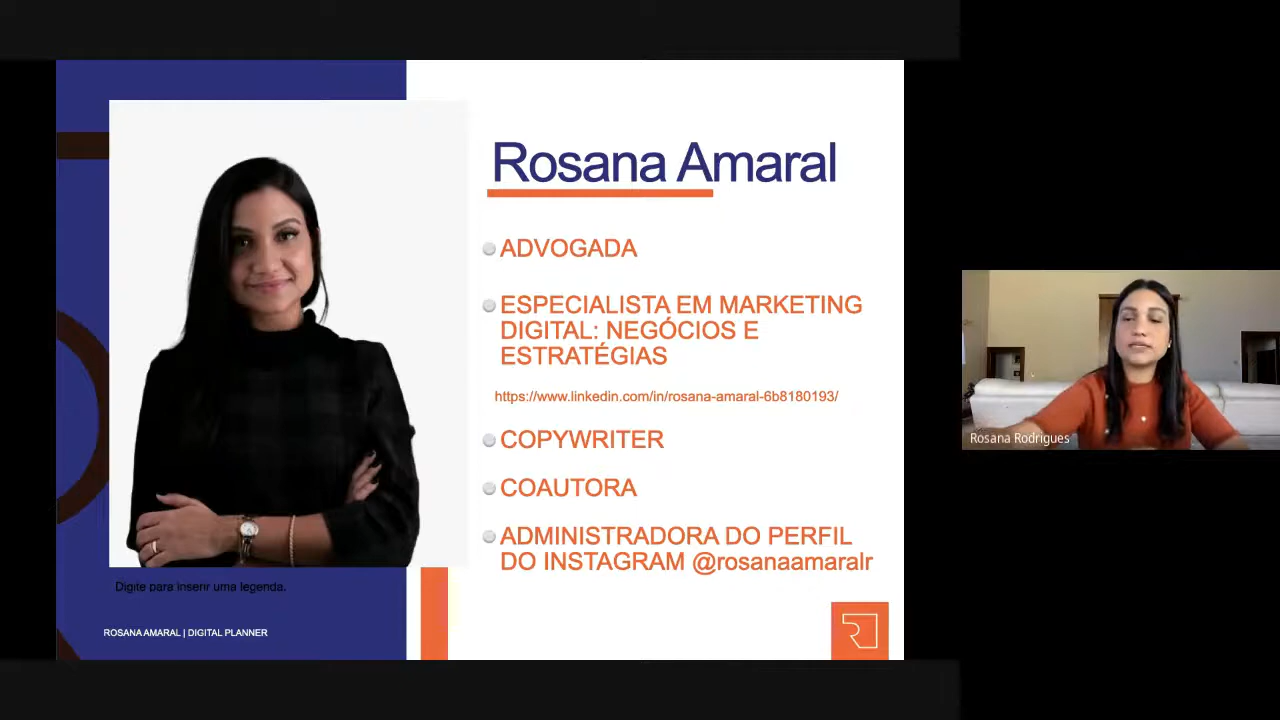 Rosana Amaral
ADVOGADA
ESPECIALISTA EM MARKETING
DIGITAL: NEGÓCIOS E
ESTRATÉGIAS
https://www.linkedin.com/in/rosana-amaral-6b8180193/
COPYWRITER
COAUTORA
ADMINISTRADORA DO PERFIL
DO INSTAGRAM @rosanaamaralr
Digite para inserir uma legenda.
ROSANA AMARAL | DIGITAL PLANNER
Rosana Rodrigues